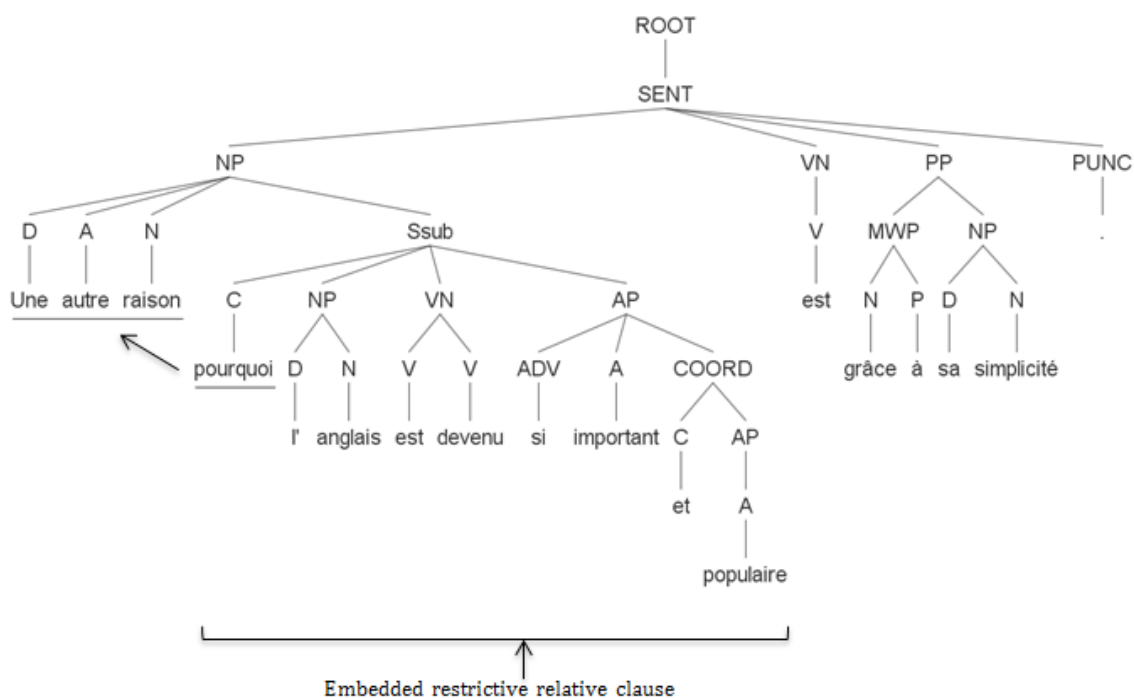 ROOT
SENT
NP VN PP PUNC
D A N Ssub V MWP NP .
Une autre raison C NP VN AP est N P D N
pourquoi D N V V ADV A COORD grâce à sa simplicité
l' anglais est devenu si important C AP
et A
populaire
Embedded restrictive relative clause